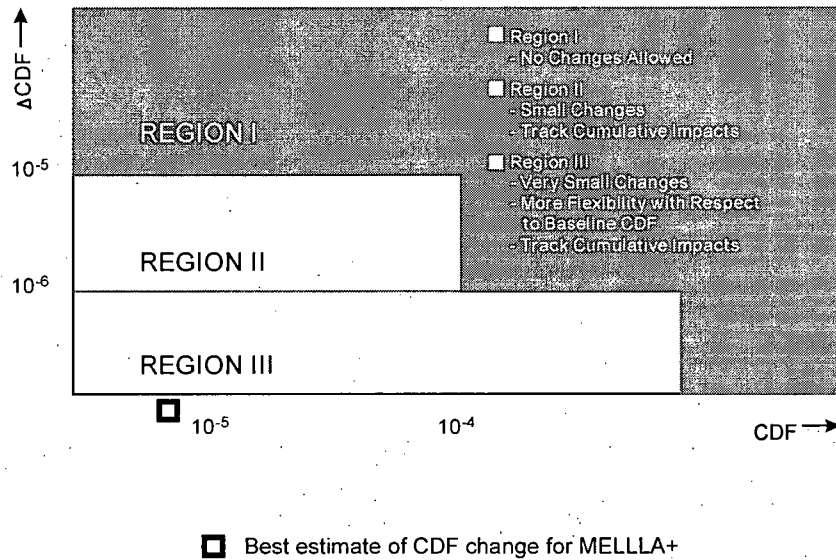 ΔCDF →
Region I
- No Changes Allowed
Region II
- Small Changes
- Track Cumulative Impacts
Region III
- Very Small Changes
- More Flexibility with Respect
to Baseline CDF
- Track Cumulative Impacts
REGION I
10⁻⁵
REGION II
10⁻⁶
REGION III
10⁻⁵
10⁻⁴
CDF →
Best estimate of CDF change for MELLLA+